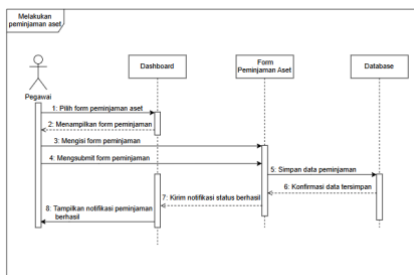 Melakukan
peminjaman aset
Dashboard
Form
Peminjaman Aset
Database
Pegawai
1: Pilih form peminjaman aset
2: Menampilkan form peminjaman
3: Mengisi form peminjaman
4: Mengsubmit form peminjaman
5: Simpan data peminjaman
6: Konfirmasi data tersimpan
7: Kirim notifikasi status berhasil
8: Tampilkan notifikasi peminjaman
berhasil